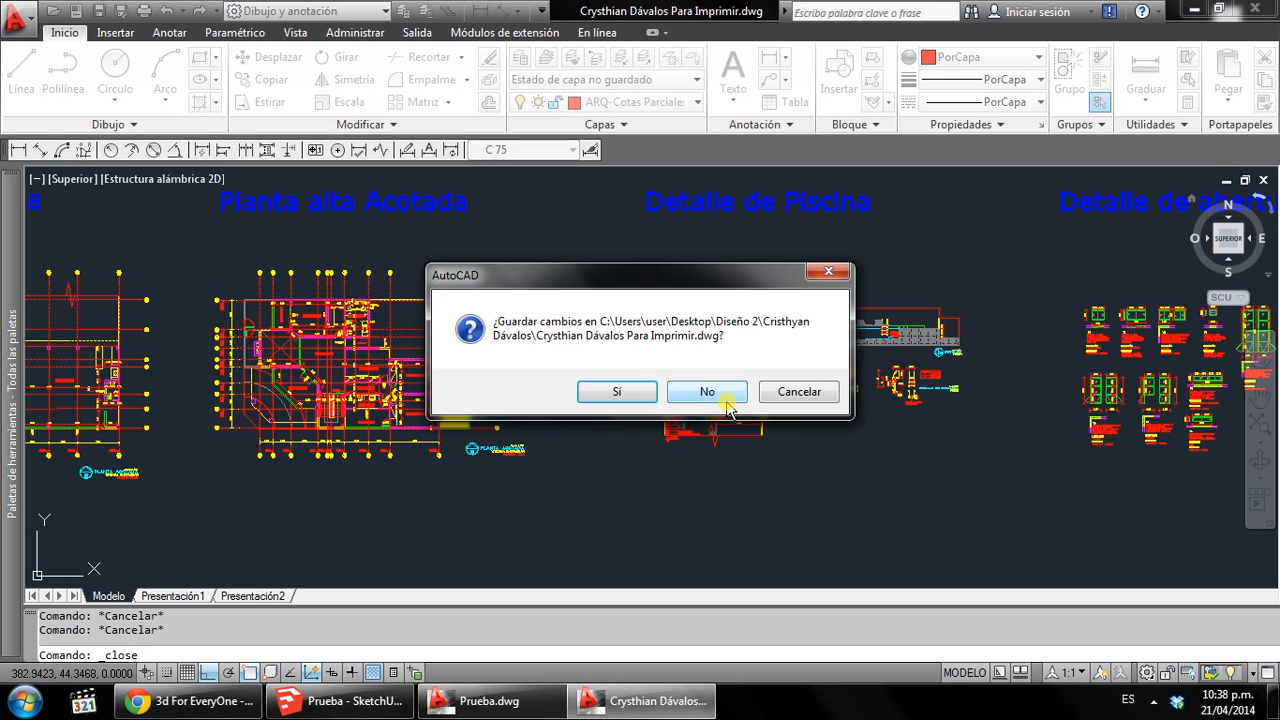 Dibujo y anotación
Crysthian Dávalos Para Imprimir.dwg
Escriba palabra clave o frase
Iniciar sesión
Inicio
Insertar
Anotar
Paramétrico
Vista
Administrar
Salida
Módulos de extensión
En línea
Línea
Polilínea
Círculo
Arco
Desplazar
Girar
Recortar
Copiar
Simetría
Empalme
Estirar
Escala
Matriz
Estado de capa no guardado
ARQ-Cotas Parciales
Texto
Tabla
Insertar
PorCapa
PorCapa
PorCapa
Grupo
Graduar
Pegar
Dibujo
Modificar
Capas
Anotación
Bloque
Propiedades
Grupos
Utilidades
Portapapeles
C 75
[−] [Superior] [Estructura alámbrica 2D]
a
Planta alta Acotada
Detalle de Piscina
Detalle de abertu
N
O
SUPERIOR
E
S
SCU
AutoCAD
¿Guardar cambios en C:\Users\user\Desktop\Diseño 2\Cristhyan
Dávalos\Crysthian Dávalos Para Imprimir.dwg?
Sí
No
Cancelar
Y
X
Modelo
Presentación1
Presentación2
Comando: *Cancelar*
Comando: *Cancelar*
Comando: _close
382.9423, 44.3468, 0.0000
MODELO
1:1
321
3d For EveryOne -...
Prueba - SketchU...
Prueba.dwg
Crysthian Dávalos...
ES
10:38 p.m.
21/04/2014
Paletas de herramientas - Todas las paletas